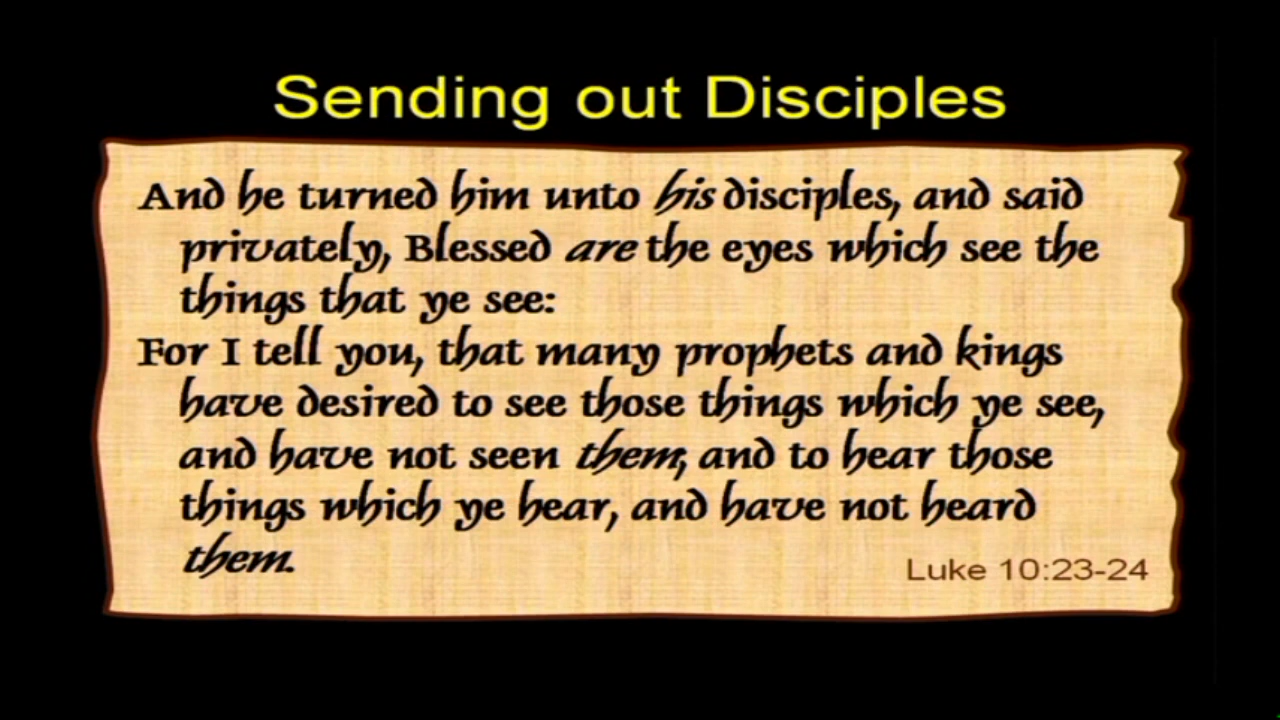 Sending out Disciples
And he turned him unto his disciples, and said
privately, Blessed are the eyes which see the
things that ye see:
For I tell you, that many prophets and kings
have desired to see those things which ye see,
and have not seen them; and to hear those
things which ye hear, and have not heard
them.
Luke 10:23-24